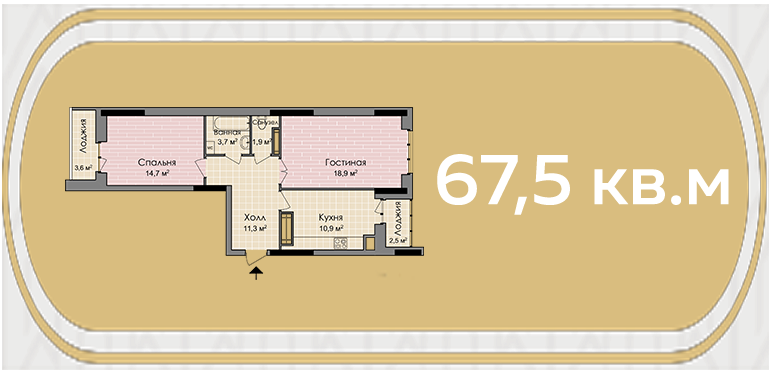 Лоджия
3,6 м²
Спальня
14,7 м²
Ванная
3,7 м²
Санузел
1,9 м²
Гостиная
18,9 м²
Холл
11,3 м²
Кухня
10,9 м²
Лоджия
2,5 м²
67,5 кв.м